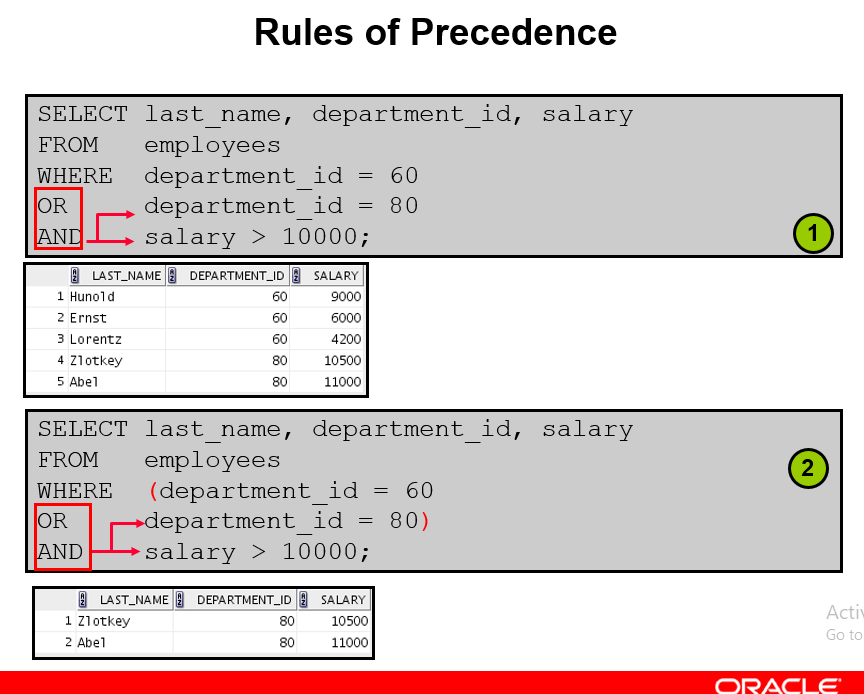 Rules of Precedence
SELECT last_name, department_id, salary
FROM employees
WHERE department_id = 60
OR department_id = 80
AND salary > 10000;
1
LAST_NAME DEPARTMENT_ID SALARY
1 Hunold 60 9000
2 Ernst 60 6000
3 Lorentz 60 4200
4 Zlotkey 80 10500
5 Abel 80 11000
SELECT last_name, department_id, salary
FROM employees
2
WHERE (department_id = 60
OR department_id = 80)
AND salary > 10000;
LAST_NAME DEPARTMENT_ID SALARY
1 Zlotkey 80 10500
2 Abel 80 11000
Activ
Go to
ORACLE